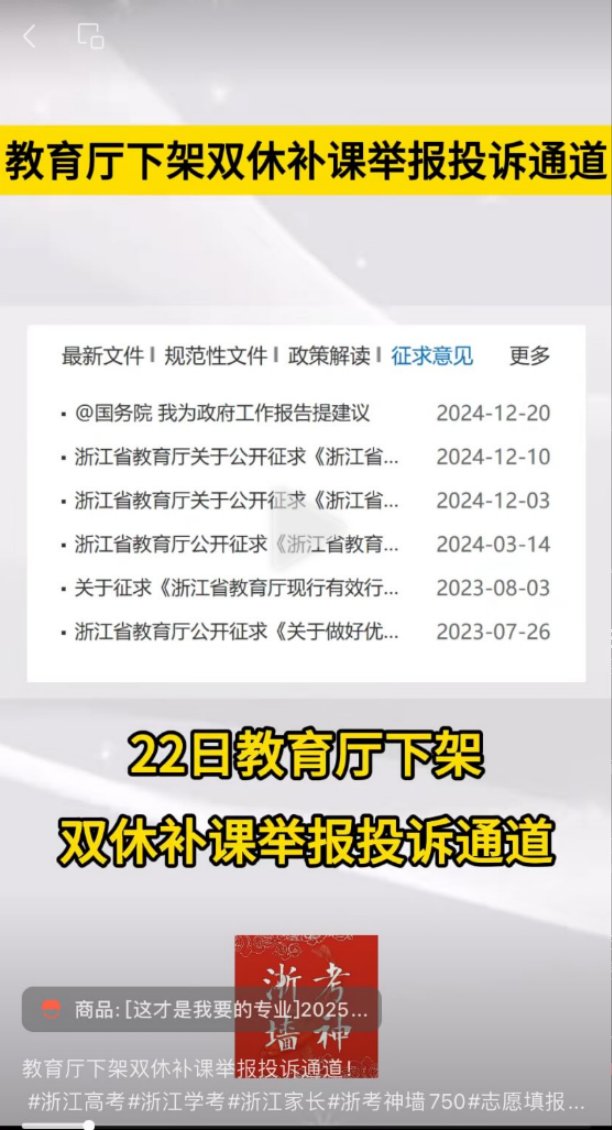 教育厅下架双休补课举报投诉通道
最新文件 | 规范性文件 | 政策解读 | 征求意见 更多
· @国务院 我为政府工作报告提建议 2024-12-20
· 浙江省教育厅关于公开征求《浙江省... 2024-12-10
· 浙江省教育厅关于公开征求《浙江省... 2024-12-03
· 浙江省教育厅公开征求《浙江省教育... 2024-03-14
· 关于征求《浙江省教育厅现行有效行... 2023-08-03
· 浙江省教育厅公开征求《关于做好优... 2023-07-26
22日教育厅下架
双休补课举报投诉通道
浙考
墙神
商品: [这才是我要的专业]2025...
教育厅下架双休补课举报投诉通道!
#浙江高考#浙江学考#浙江家长#浙考神墙750#志愿填报...